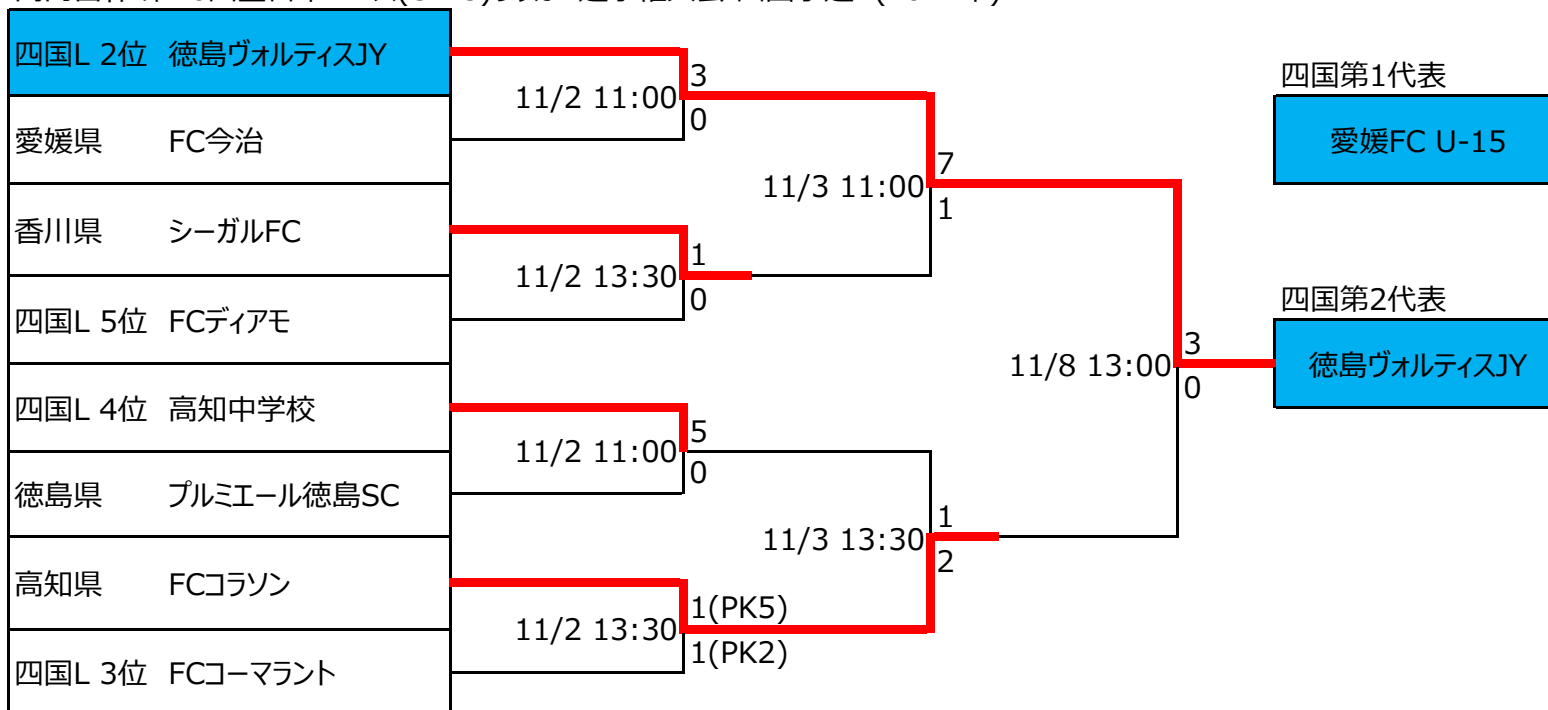 四国L 2位 徳島ヴォルティスJY
愛媛県 FC今治
香川県 シーガルFC
四国L 5位 FCディアモ
四国L 4位 高知中学校
徳島県 プルミエール徳島SC
高知県 FCコラソン
四国L 3位 FCコーマラント
11/2 11:00
3
0
11/2 13:30
1
0
11/2 11:00
5
0
11/2 13:30
1(PK5)
1(PK2)
11/3 11:00
7
1
11/3 13:30
1
2
11/8 13:00
3
0
四国第1代表
愛媛FC U-15
四国第2代表
徳島ヴォルティスJY